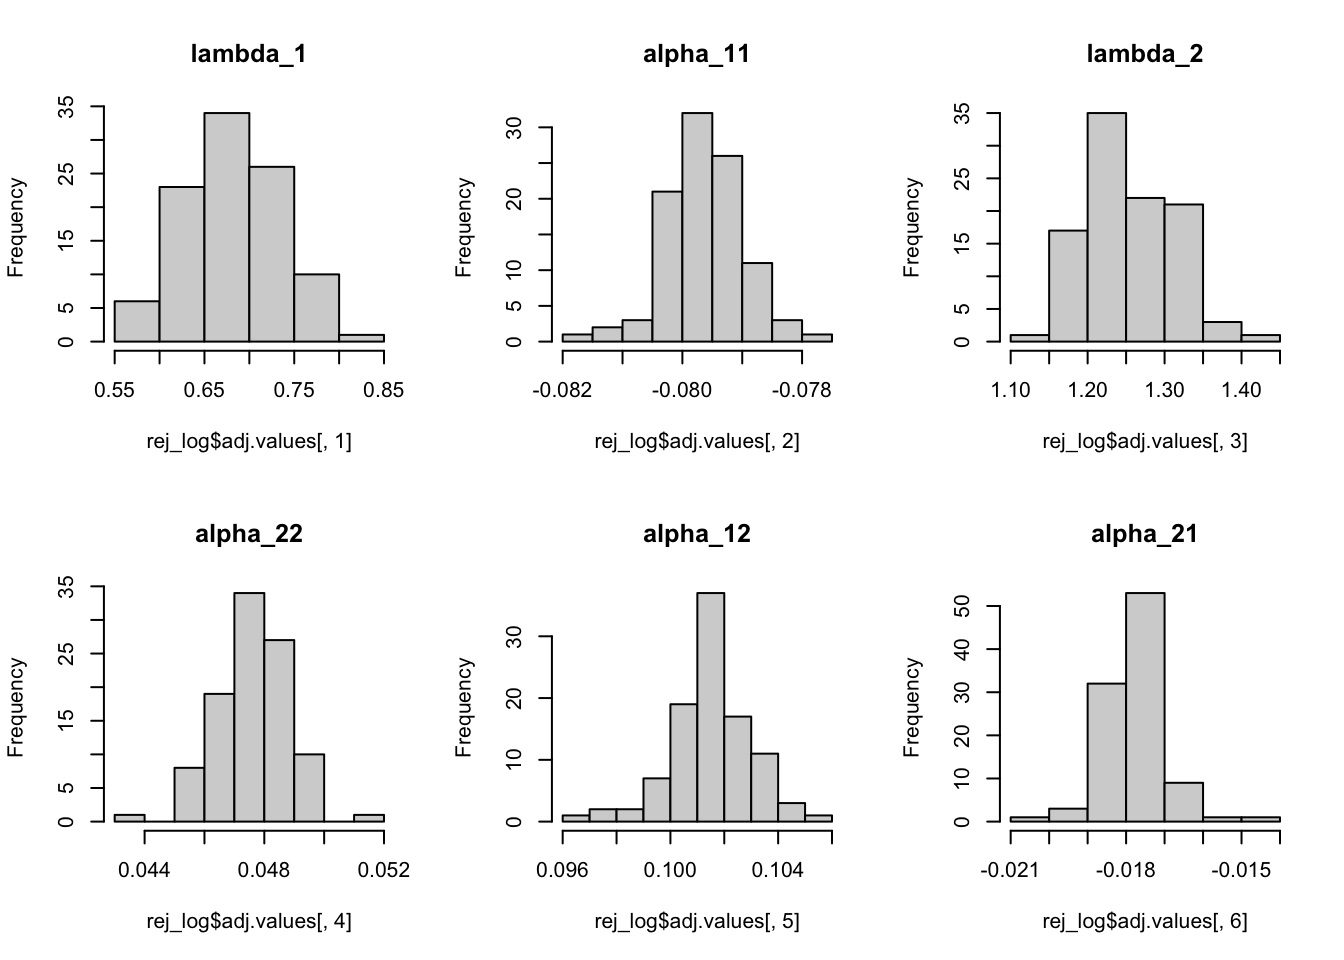 lambda_1
Frequency
0 5 15 25 35
0.55 0.65 0.75 0.85
rej_log$adj.values[, 1]
alpha_11
Frequency
0 5 10 20 30
-0.082 -0.080 -0.078
rej_log$adj.values[, 2]
lambda_2
Frequency
0 5 15 25 35
1.10 1.20 1.30 1.40
rej_log$adj.values[, 3]
alpha_22
Frequency
0 5 15 25 35
0.044 0.048 0.052
rej_log$adj.values[, 4]
alpha_12
Frequency
0 10 20 30
0.096 0.100 0.104
rej_log$adj.values[, 5]
alpha_21
Frequency
0 10 20 30 40 50
-0.021 -0.018 -0.015
rej_log$adj.values[, 6]